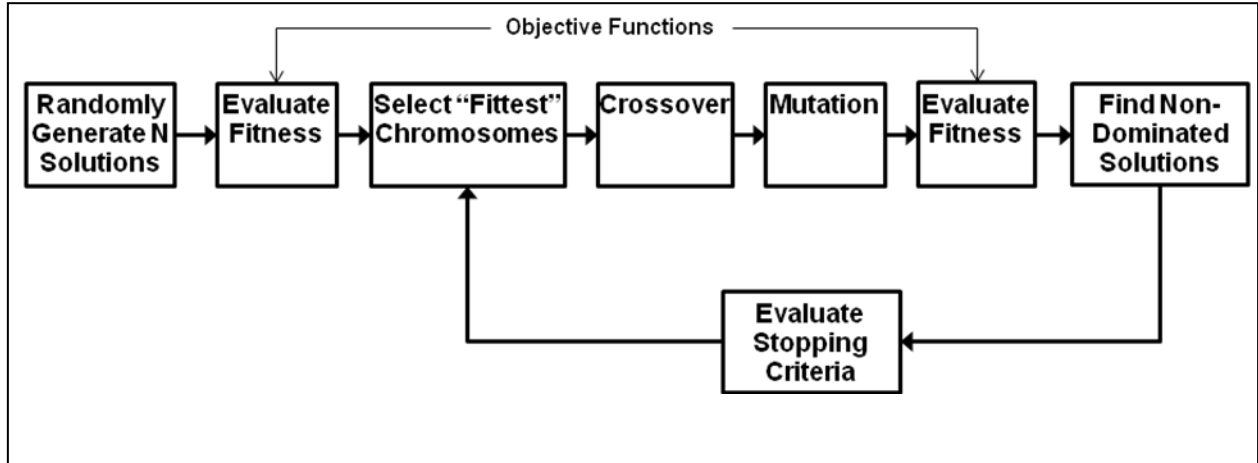 Objective Functions
Randomly
Generate N
Solutions
Evaluate
Fitness
Select “Fittest”
Chromosomes
Crossover
Mutation
Evaluate
Fitness
Find Non-
Dominated
Solutions
Evaluate
Stopping
Criteria